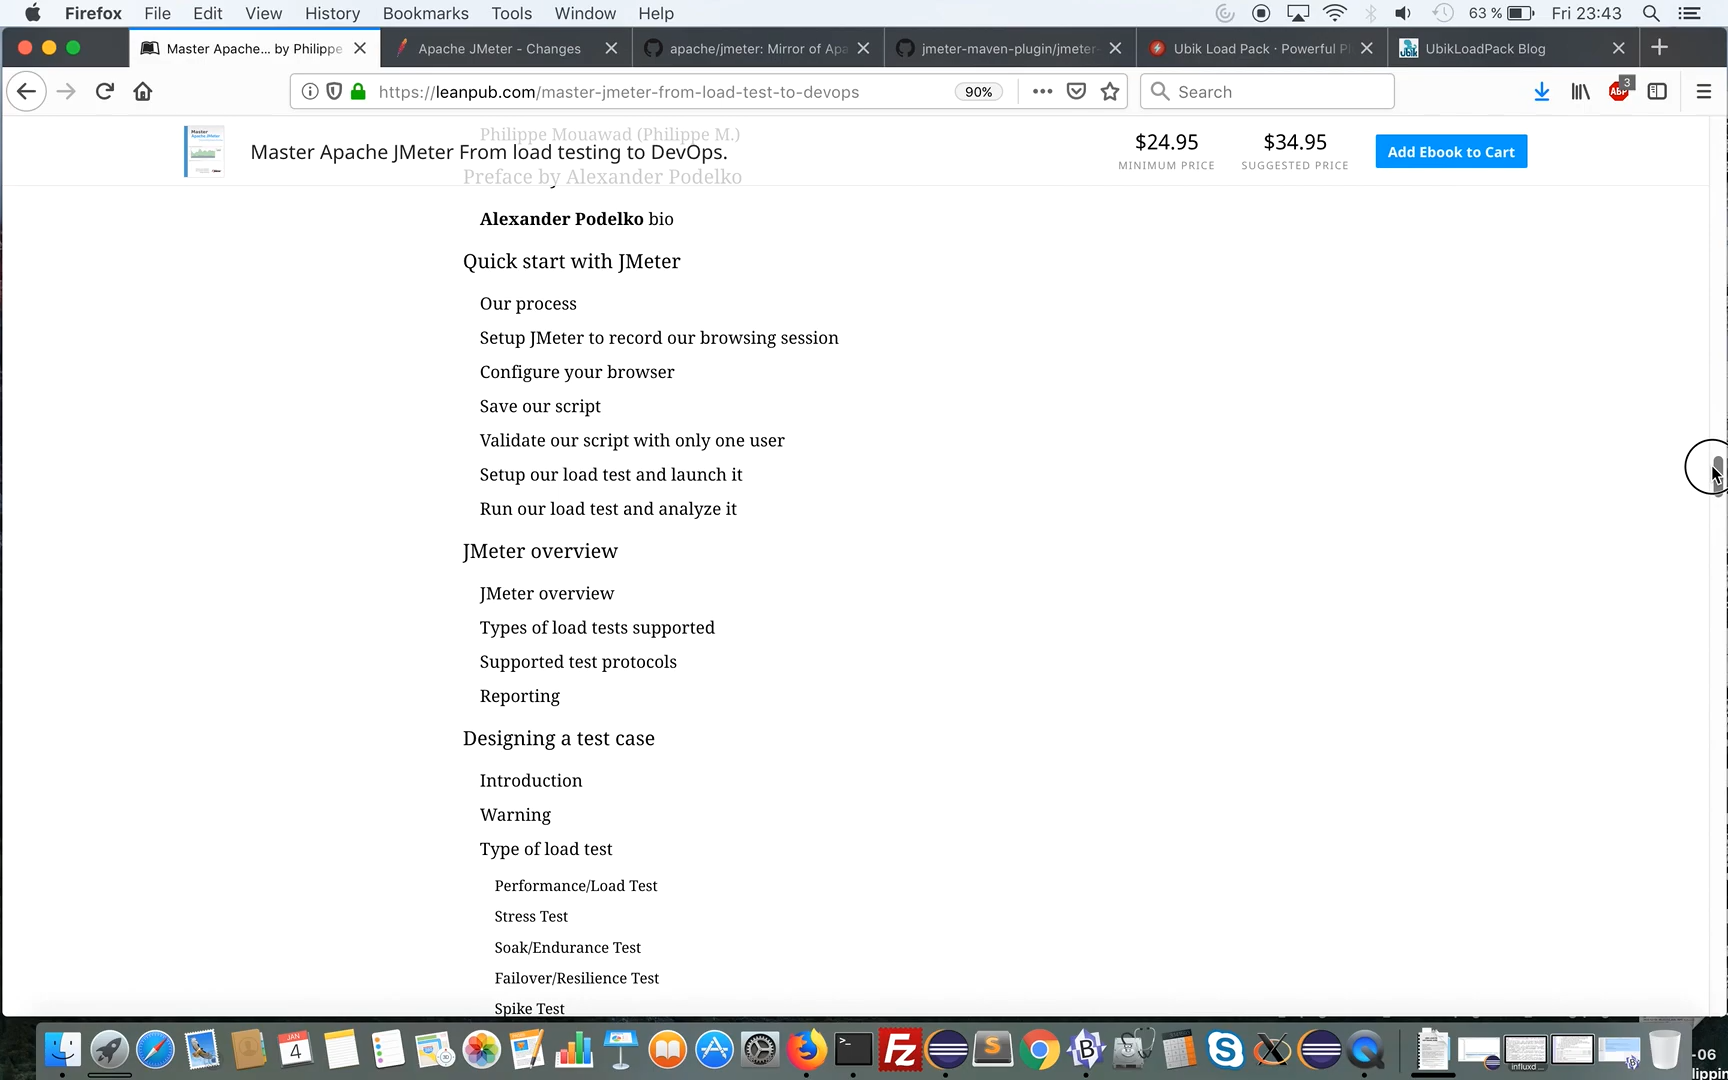 Firefox File Edit View History Bookmarks Tools Window Help 63 % Fri 23:43
Master Apache... by Philippe
Apache JMeter - Changes
apache/jmeter: Mirror of Apa
jmeter-maven-plugin/jmeter-
Ubik Load Pack · Powerful Pl
UbikLoadPack Blog
https://leanpub.com/master-jmeter-from-load-test-to-devops 90% Search ABP 3
Philippe Mouawad (Philippe M.)
Master Apache JMeter From load testing to DevOps.
Preface by Alexander Podelko
$24.95
MINIMUM PRICE
$34.95
SUGGESTED PRICE
Add Ebook to Cart
Alexander Podelko bio
Quick start with JMeter
Our process
Setup JMeter to record our browsing session
Configure your browser
Save our script
Validate our script with only one user
Setup our load test and launch it
Run our load test and analyze it
JMeter overview
JMeter overview
Types of load tests supported
Supported test protocols
Reporting
Designing a test case
Introduction
Warning
Type of load test
Performance/Load Test
Stress Test
Soak/Endurance Test
Failover/Resilience Test
Spike Test
JAN
4
Fz
influxd
-06